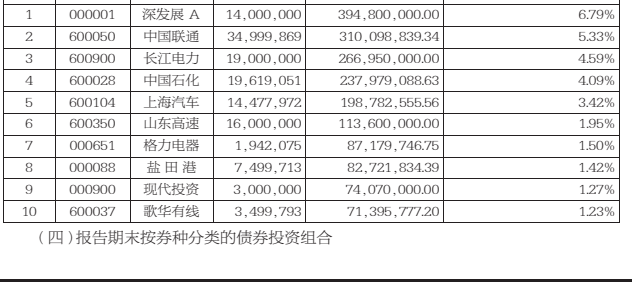 1 000001 深发展 A 14,000,000 394,800,000.00 6.79%
2 600050 中国联通 34,999,869 310,098,839.34 5.33%
3 600900 长江电力 19,000,000 266,950,000.00 4.59%
4 600028 中国石化 19,619,051 237,979,088.63 4.09%
5 600104 上海汽车 14,477,972 198,782,555.56 3.42%
6 600350 山东高速 16,000,000 113,600,000.00 1.95%
7 000651 格力电器 1,942,075 87,179,746.75 1.50%
8 000088 盐 田 港 7,499,713 82,721,834.39 1.42%
9 000900 现代投资 3,000,000 74,070,000.00 1.27%
10 600037 歌华有线 3,499,793 71,395,777.20 1.23%
（四）报告期末按券种分类的债券投资组合